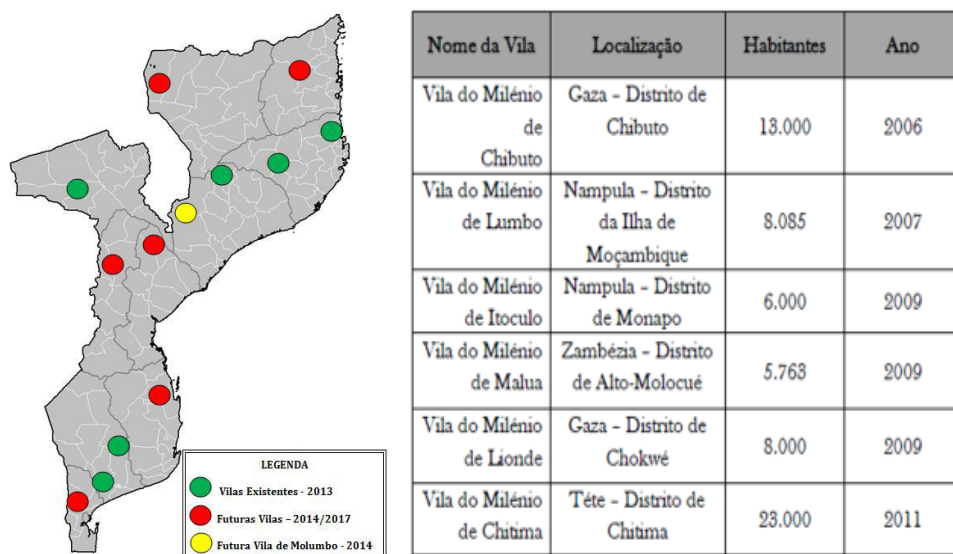 LEGENDA
Vilas Existentes - 2013
Futuras Vilas - 2014/2017
Futura Vila de Molumbo - 2014
Nome da Vila
Localização
Habitantes
Ano
Vila do Milénio
de
Chibuto
Gaza – Distrito de
Chibuto
13.000
2006
Vila do Milénio
de Lumbo
Nampula – Distrito
da Ilha de
Moçambique
8.085
2007
Vila do Milénio
de Itoculo
Nampula – Distrito
de Monapo
6.000
2009
Vila do Milénio
de Malua
Zambézia – Distrito
de Alto-Molocué
5.763
2009
Vila do Milénio
de Lionde
Gaza – Distrito de
Chokwé
8.000
2009
Vila do Milénio
de Chitima
Téte – Distrito de
Chitima
23.000
2011